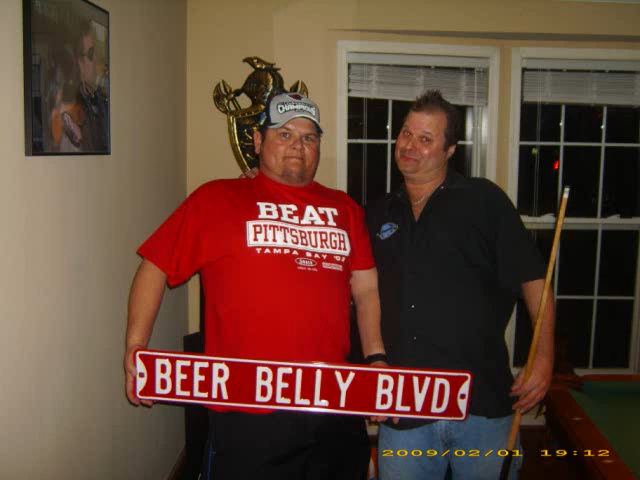 CHAMPIONS
BEAT
PITTSBURGH
TAMPA BAY '09
BEER BELLY BLVD
2009/02/01 19:12